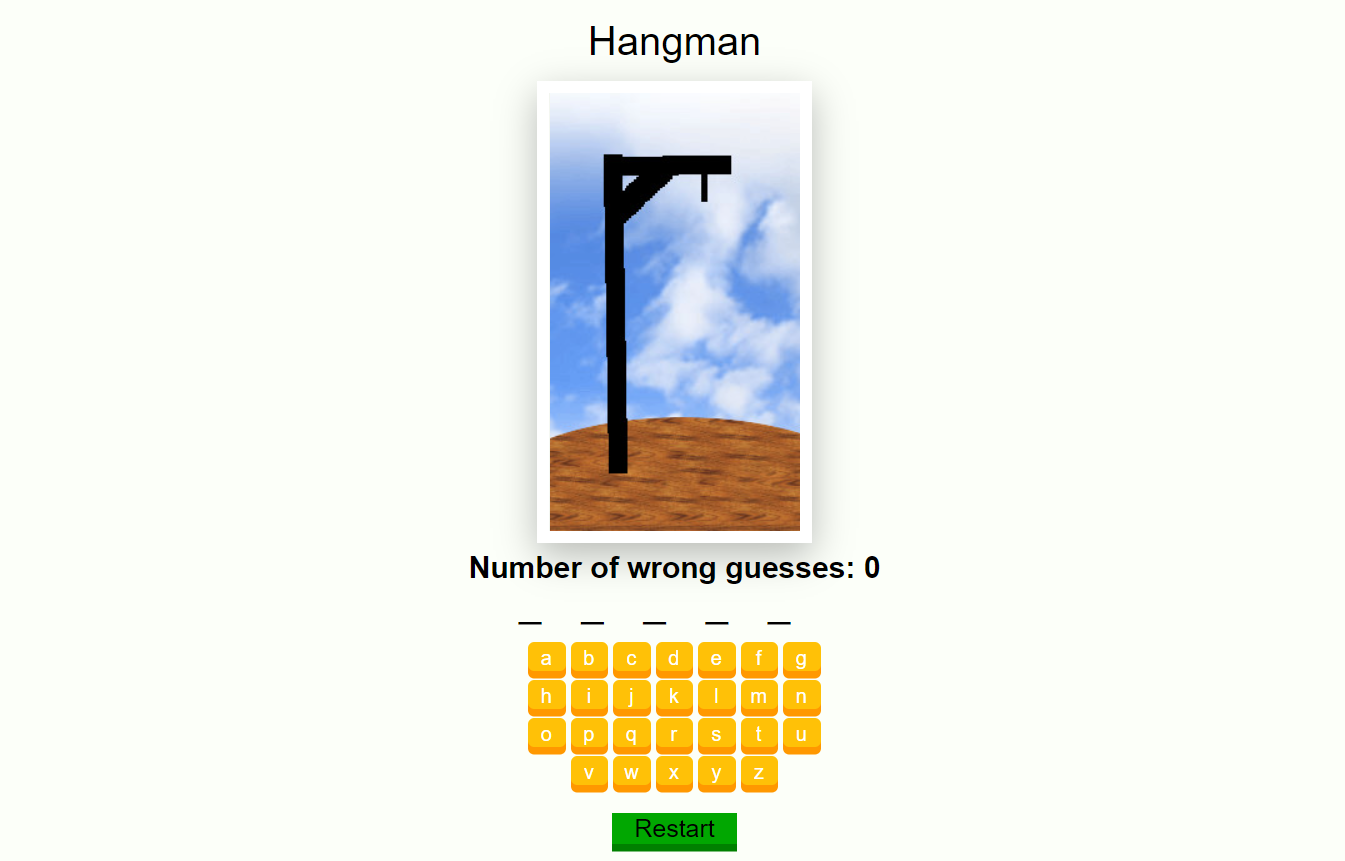 Hangman
Number of wrong guesses: 0
_ _ _ _ _
a b c d e f g
h i j k l m n
o p q r s t u
v w x y z
Restart